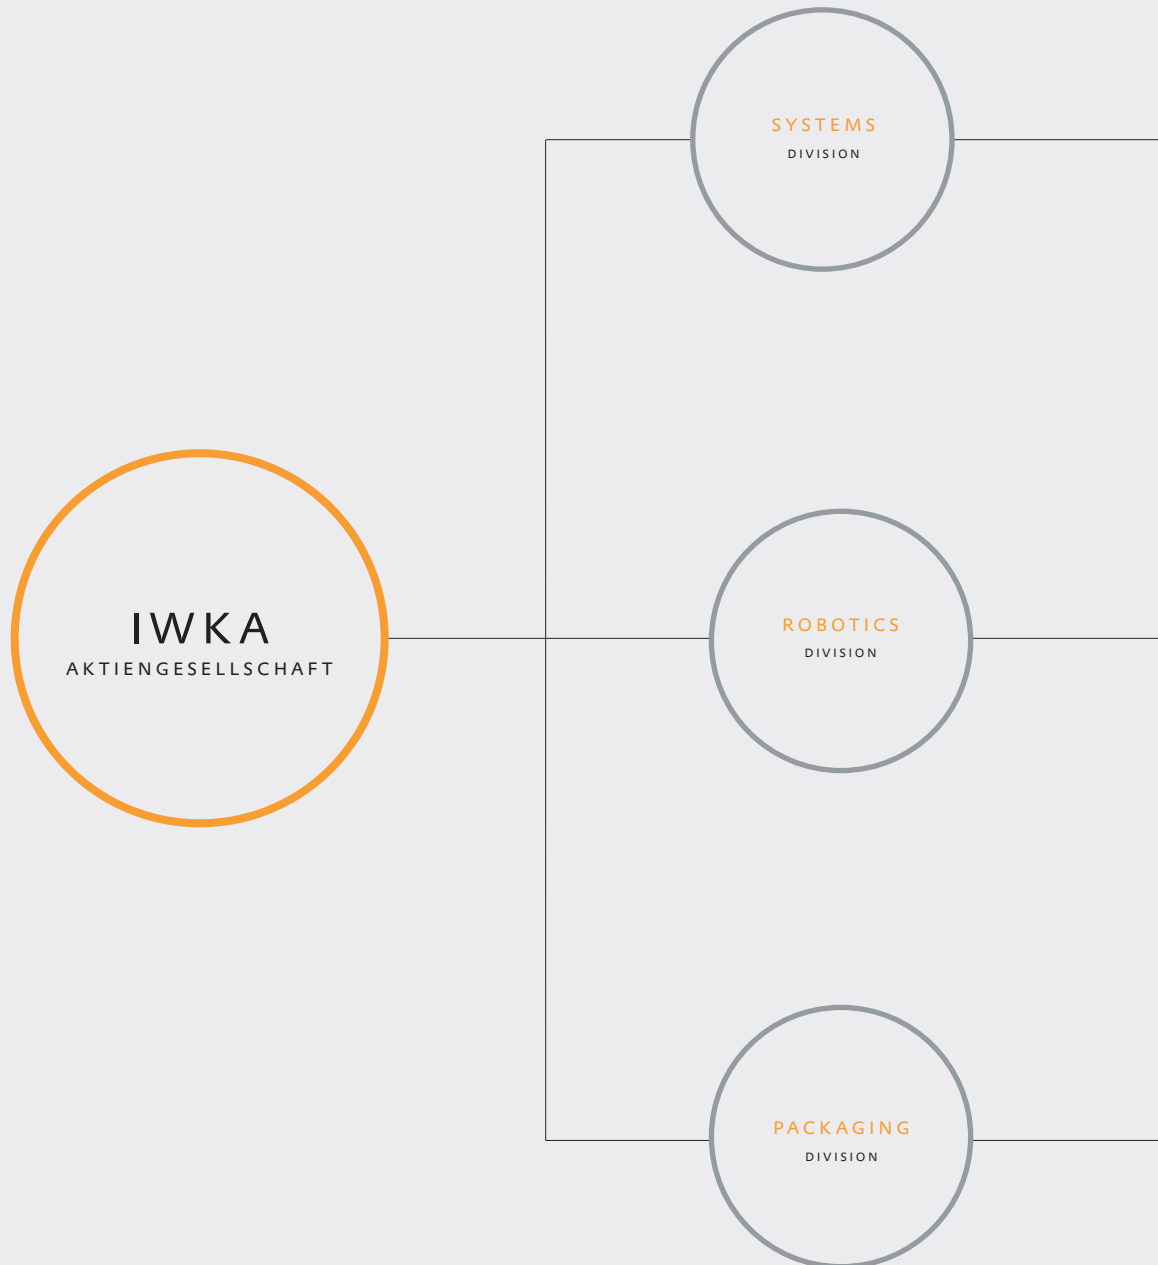 SYSTEMS
DIVISION
IWKA
AKTIENGESELLSCHAFT
ROBOTICS
DIVISION
PACKAGING
DIVISION